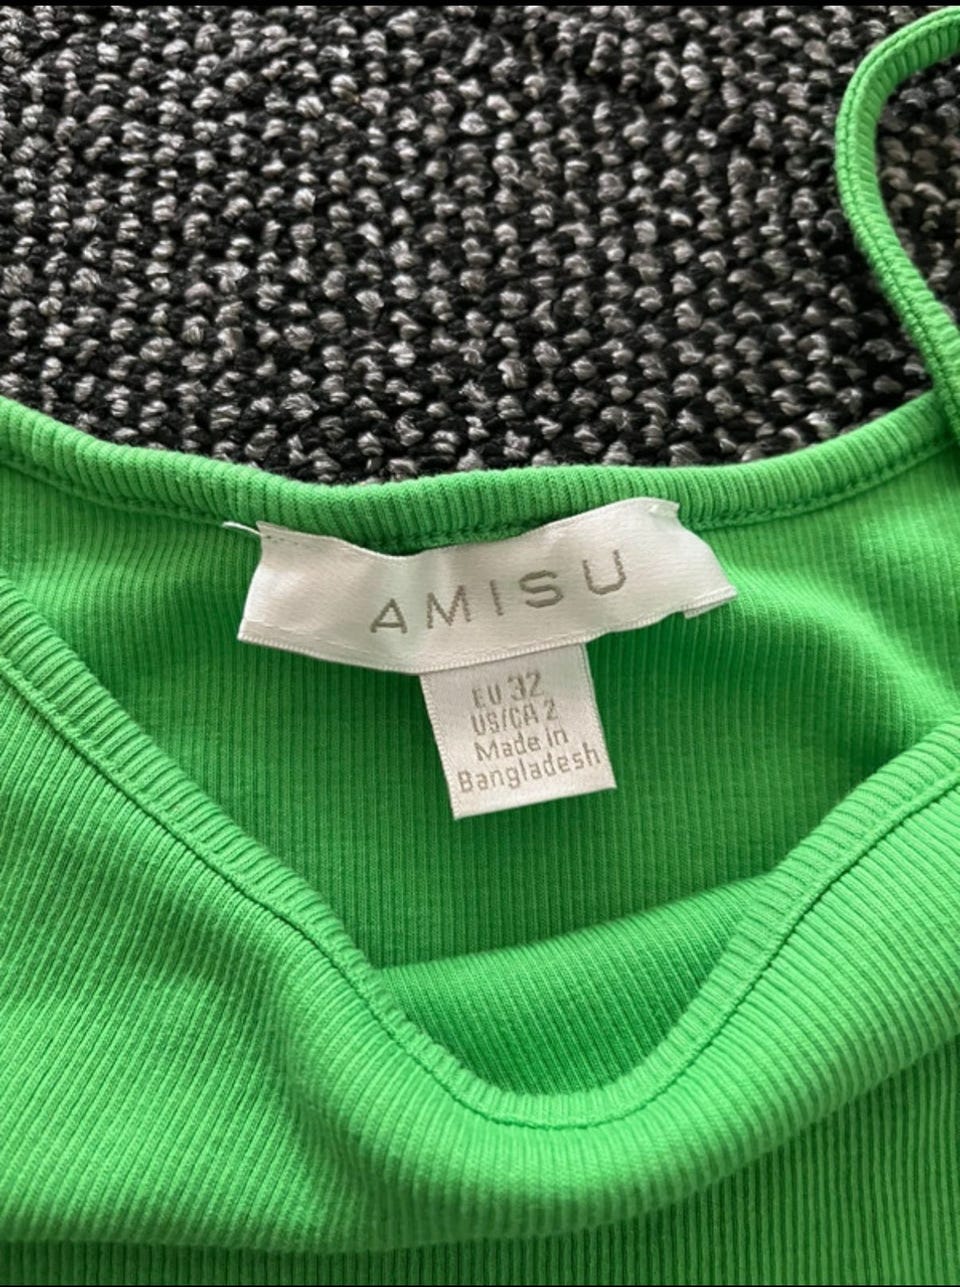 AMISU
EU 32
US/CA 2
Made in
Bangladesh